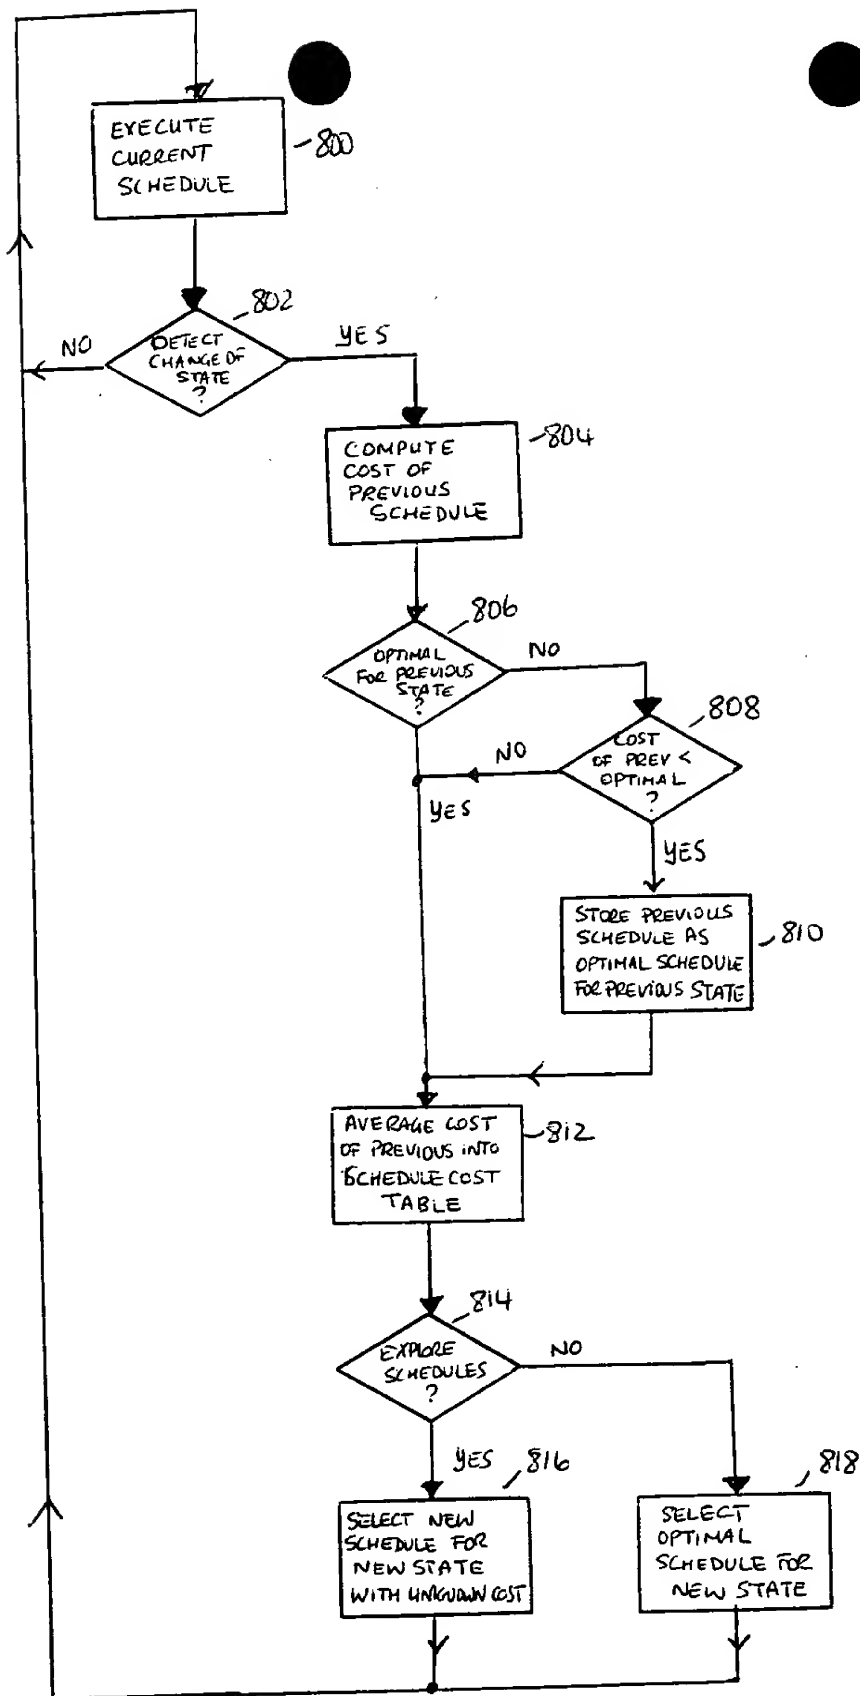 EXECUTE
CURRENT
SCHEDULE
800
802
DETECT
CHANGE OF
STATE
?
NO
YES
804
COMPUTE
COST OF
PREVIOUS
SCHEDULE
806
OPTIMAL
FOR PREVIOUS
STATE
?
NO
808
COST
OF PREV <
OPTIMAL
?
NO
YES
YES
STORE PREVIOUS
SCHEDULE AS
OPTIMAL SCHEDULE
FOR PREVIOUS STATE
810
AVERAGE COST
OF PREVIOUS INTO
SCHEDULE COST
TABLE
812
814
EXPLORE
SCHEDULES
?
NO
YES
816
SELECT NEW
SCHEDULE FOR
NEW STATE
WITH UNKNOWN COST
818
SELECT
OPTIMAL
SCHEDULE FOR
NEW STATE